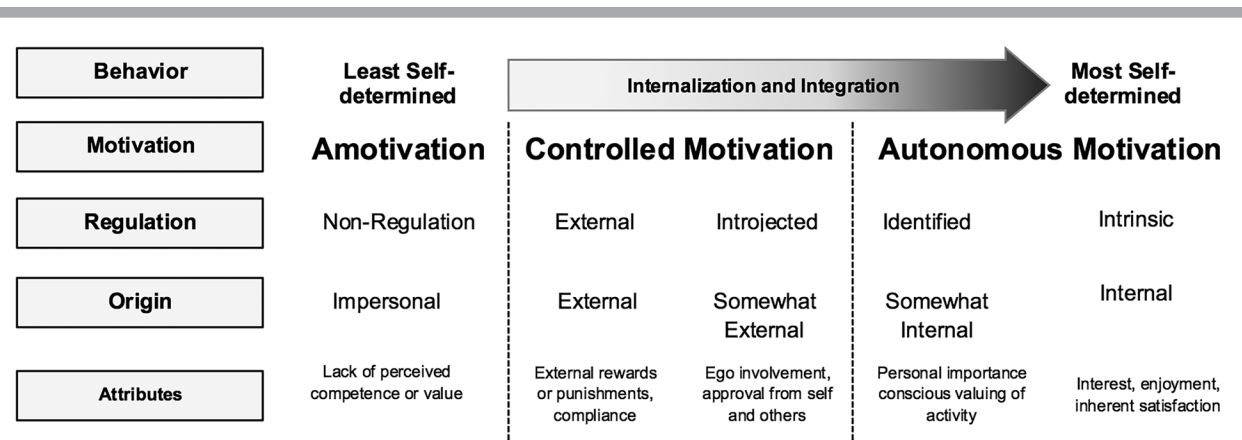 Behavior
Least Self-
determined
Internalization and Integration
Most Self-
determined
Motivation
Amotivation
Controlled Motivation
Autonomous Motivation
Regulation
Non-Regulation
External
Introjected
Identified
Intrinsic
Origin
Impersonal
External
Somewhat
External
Somewhat
Internal
Internal
Attributes
Lack of perceived
competence or value
External rewards
or punishments,
compliance
Ego involvement,
approval from self
and others
Personal importance
conscious valuing of
activity
Interest, enjoyment,
inherent satisfaction